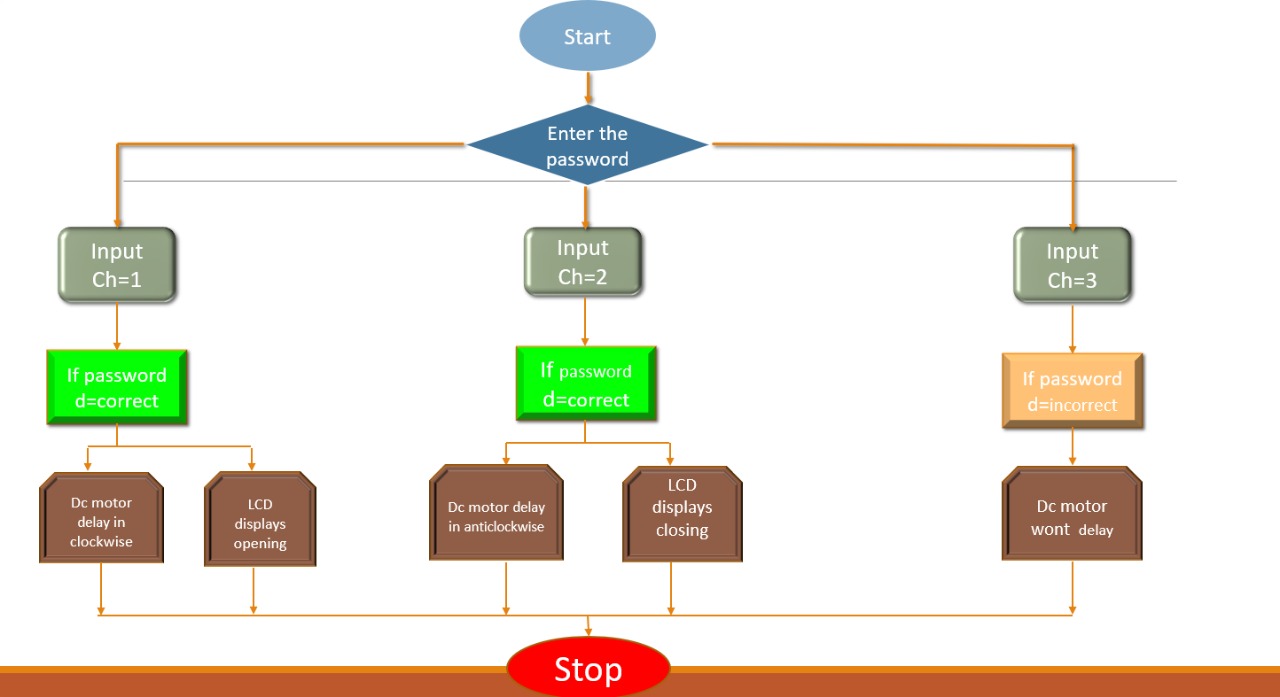 Start
Enter the
password
Input
Ch=1
Input
Ch=2
Input
Ch=3
If password
d=correct
If password
d=correct
If password
d=incorrect
Dc motor
delay in
clockwise
LCD
displays
opening
Dc motor delay
in anticlockwise
LCD
displays
closing
Dc motor
wont delay
Stop